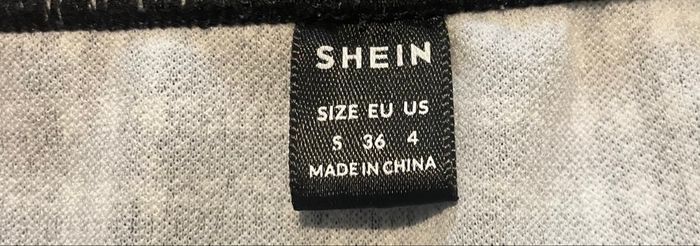 SHEIN
SIZE EU US
S 36 4
MADE IN CHINA